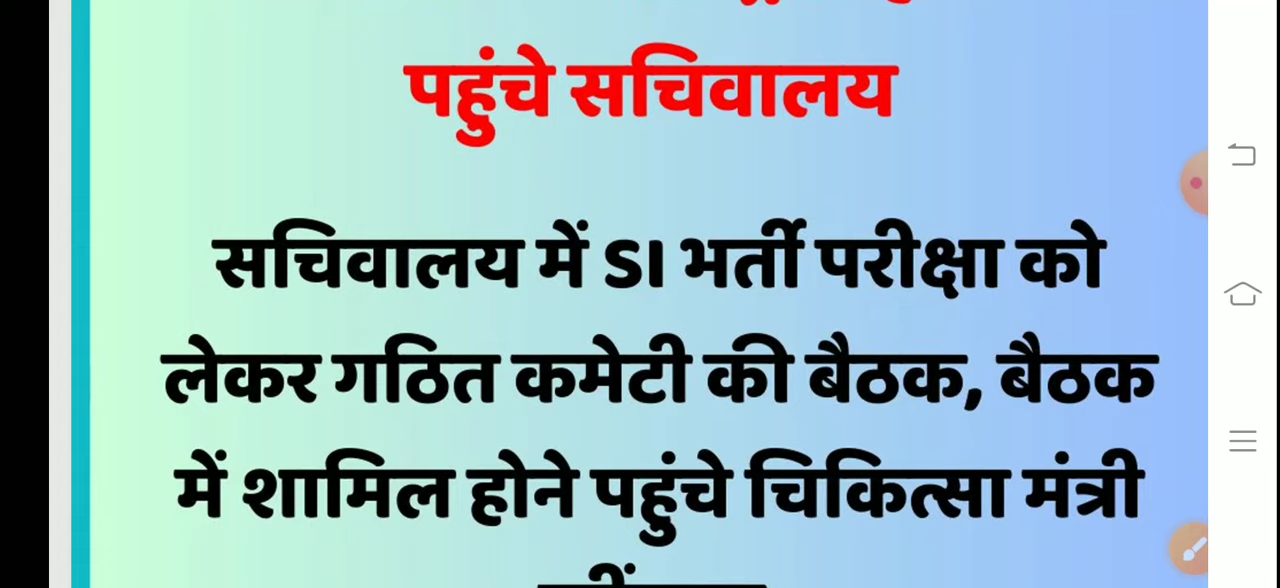 पहुंचे सचिवालय
सचिवालय में SI भर्ती परीक्षा को
लेकर गठित कमेटी की बैठक, बैठक
में शामिल होने पहुंचे चिकित्सा मंत्री